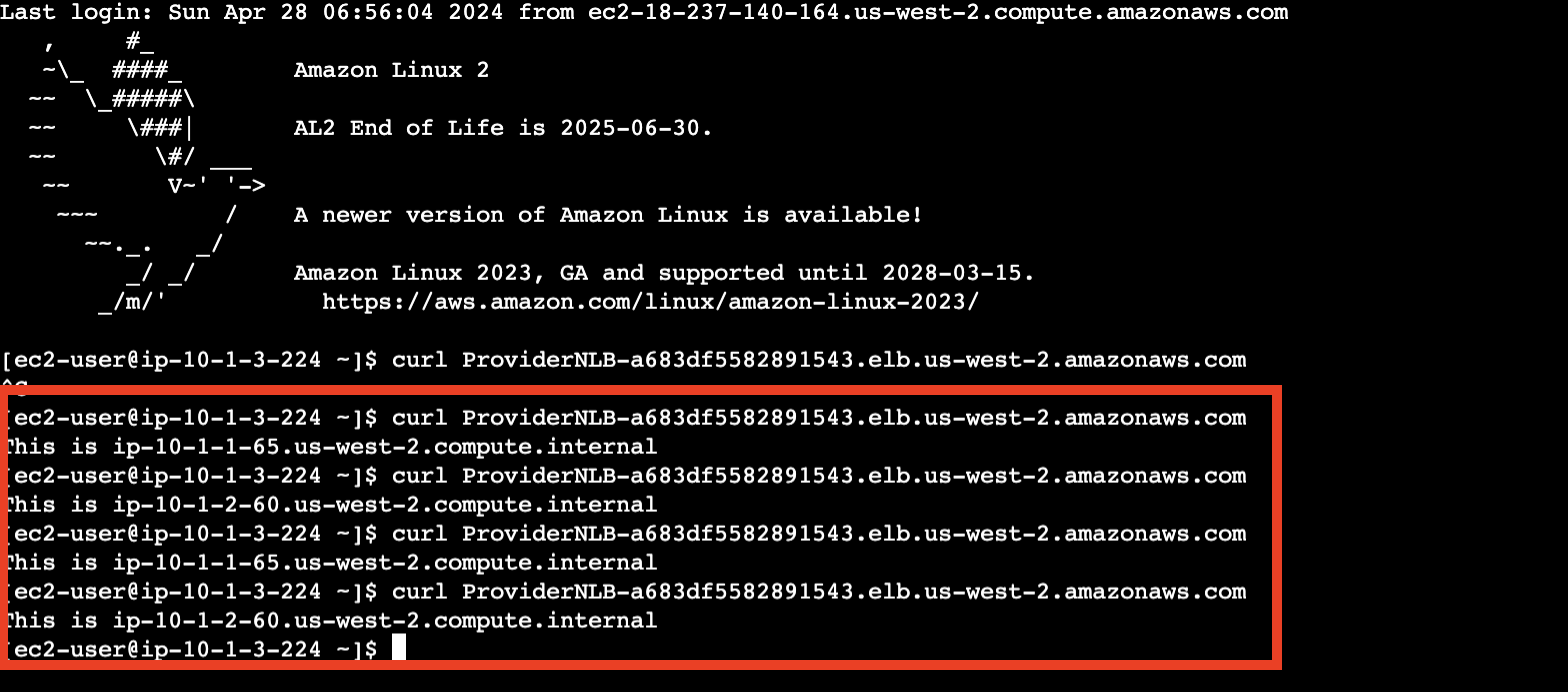 Last login: Sun Apr 28 06:56:04 2024 from ec2-18-237-140-164.us-west-2.compute.amazonaws.com
   ,     #_
   ~\_  ####_        Amazon Linux 2
  ~~  \_#####\
  ~~     \###|       AL2 End of Life is 2025-06-30.
  ~~       \#/ ___
   ~~       V~' '->
    ~~~         /    A newer version of Amazon Linux is available!
      ~~._.   _/
         _/ _/       Amazon Linux 2023, GA and supported until 2028-03-15.
       _/m/'           https://aws.amazon.com/linux/amazon-linux-2023/
[ec2-user@ip-10-1-3-224 ~]$ curl ProviderNLB-a683df5582891543.elb.us-west-2.amazonaws.com
^C
[ec2-user@ip-10-1-3-224 ~]$ curl ProviderNLB-a683df5582891543.elb.us-west-2.amazonaws.com
This is ip-10-1-1-65.us-west-2.compute.internal
[ec2-user@ip-10-1-3-224 ~]$ curl ProviderNLB-a683df5582891543.elb.us-west-2.amazonaws.com
This is ip-10-1-2-60.us-west-2.compute.internal
[ec2-user@ip-10-1-3-224 ~]$ curl ProviderNLB-a683df5582891543.elb.us-west-2.amazonaws.com
This is ip-10-1-1-65.us-west-2.compute.internal
[ec2-user@ip-10-1-3-224 ~]$ curl ProviderNLB-a683df5582891543.elb.us-west-2.amazonaws.com
This is ip-10-1-2-60.us-west-2.compute.internal
[ec2-user@ip-10-1-3-224 ~]$